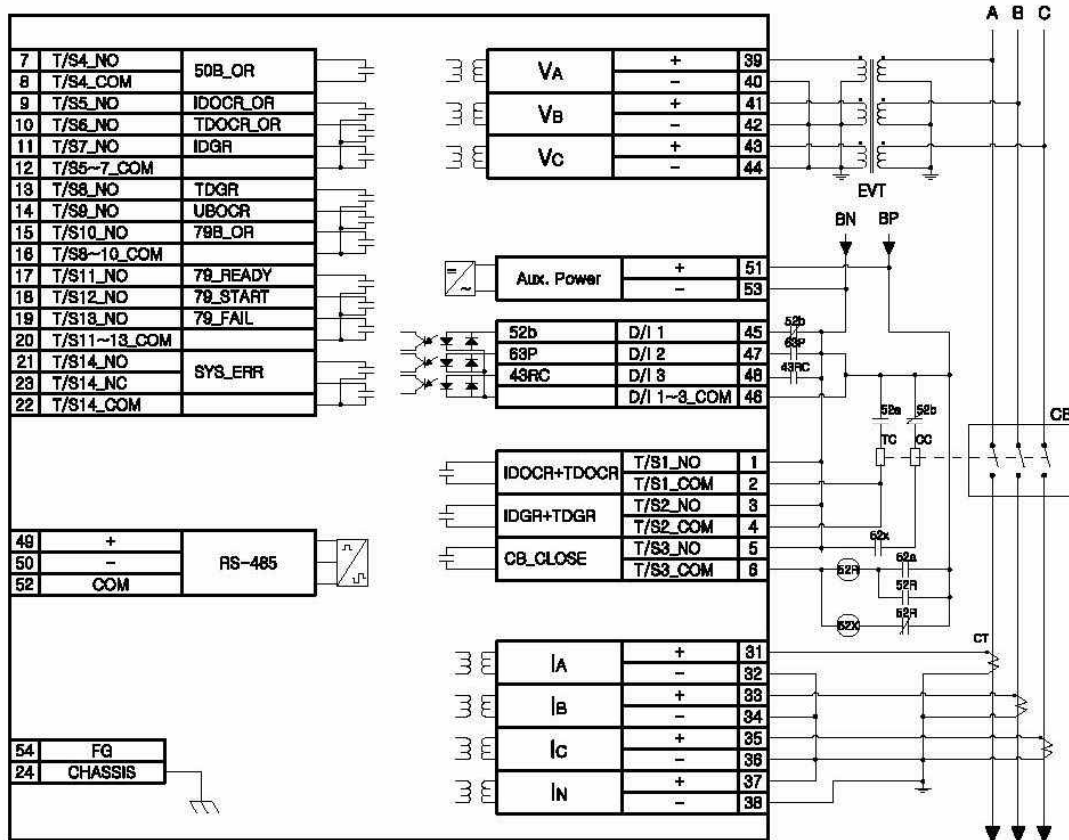 A B C
7 T/S4_NO 50B_OR
8 T/S4_COM
9 T/S5_NO IDOCR_OR
10 T/S6_NO TDOCR_OR
11 T/S7_NO IDGR
12 T/S5~7_COM
13 T/S8_NO TDGR
14 T/S9_NO UBOCR
15 T/S10_NO 79B_OR
16 T/S8~10_COM
17 T/S11_NO 79_READY
18 T/S12_NO 79_START
19 T/S13_NO 79_FAIL
20 T/S11~13_COM
21 T/S14_NO SYS_ERR
23 T/S14_NC
22 T/S14_COM
49 + RS-485
50 -
52 COM
54 FG
24 CHASSIS
VA + 39
- 40
VB + 41
- 42
VC + 43
- 44
EVT
BN BP
Aux. Power + 51
- 53
52b D/I 1 45
63P D/I 2 47
43RC D/I 3 48
D/I 1~3_COM 46
52b
63P
43RC
52a 52b
TC CC
CB
IDOCR+TDOCR T/S1_NO 1
T/S1_COM 2
IDGR+TDGR T/S2_NO 3
T/S2_COM 4
CB_CLOSE T/S3_NO 5
T/S3_COM 6
52x
52R 52a
52R
52X 52R
CT
IA + 31
- 32
IB + 33
- 34
IC + 35
- 36
IN + 37
- 38